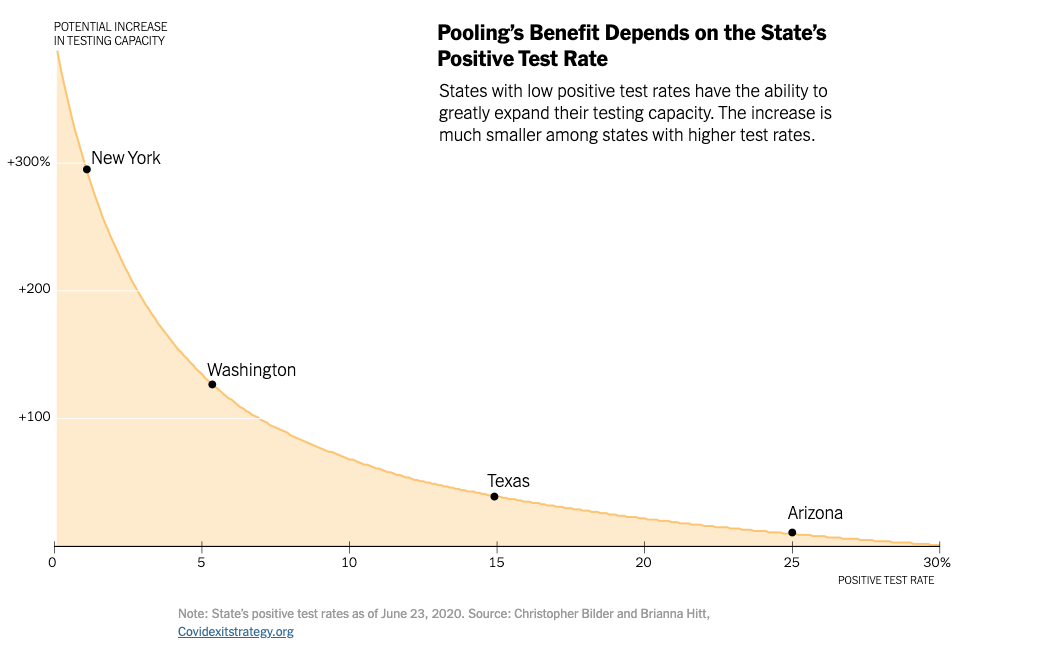 POTENTIAL INCREASE
IN TESTING CAPACITY
Pooling’s Benefit Depends on the State’s
Positive Test Rate
States with low positive test rates have the ability to
greatly expand their testing capacity. The increase is
much smaller among states with higher test rates.
+300%
New York
+200
Washington
+100
Texas
Arizona
0 5 10 15 20 25 30%
POSITIVE TEST RATE
Note: State’s positive test rates as of June 23, 2020. Source: Christopher Bilder and Brianna Hitt,
Covidexitstrategy.org